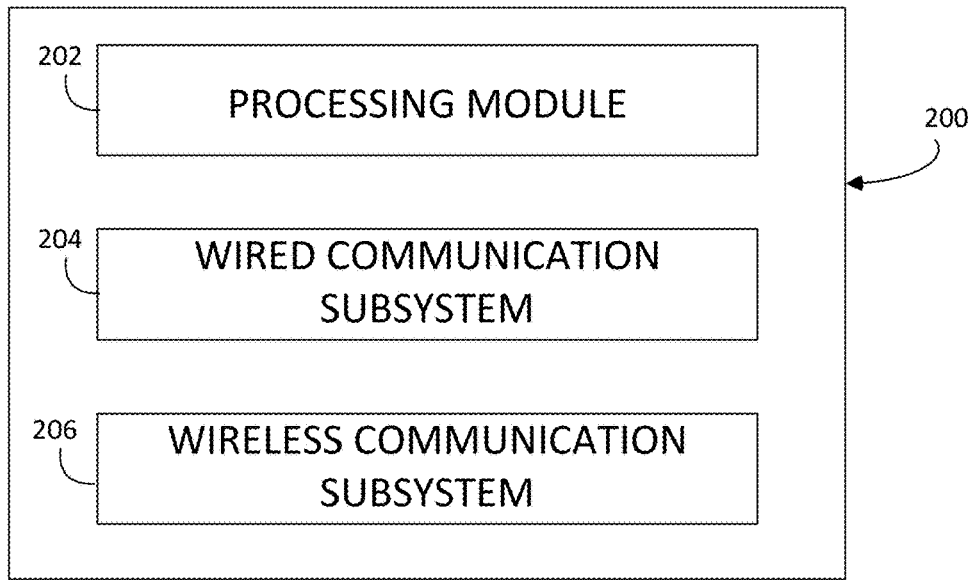 202
PROCESSING MODULE
200
204
WIRED COMMUNICATION
SUBSYSTEM
206
WIRELESS COMMUNICATION
SUBSYSTEM